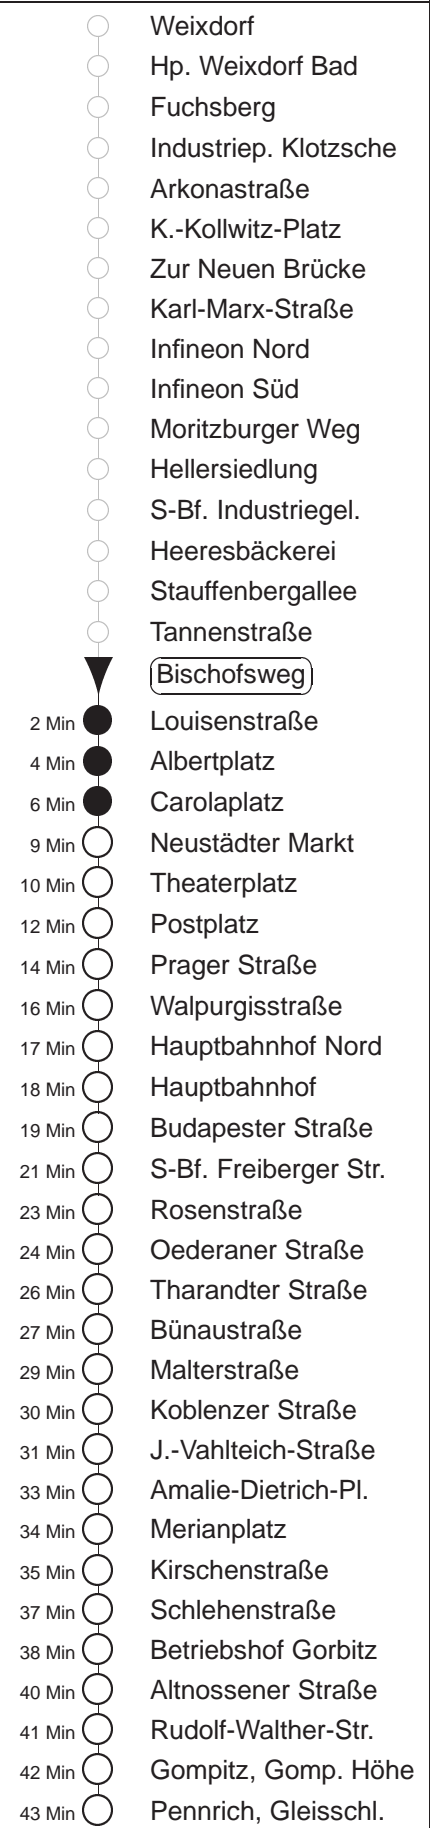 Weixdorf
Hp. Weixdorf Bad
Fuchsberg
Industriep. Klotzsche
Arkonastraße
K.-Kollwitz-Platz
Zur Neuen Brücke
Karl-Marx-Straße
Infineon Nord
Infineon Süd
Moritzburger Weg
Hellersiedlung
S-Bf. Industriegel.
Heeresbäckerei
Stauffenbergallee
Tannenstraße
Bischofsweg
2 Min Louisenstraße
4 Min Albertplatz
6 Min Carolaplatz
9 Min Neustädter Markt
10 Min Theaterplatz
12 Min Postplatz
14 Min Prager Straße
16 Min Walpurgisstraße
17 Min Hauptbahnhof Nord
18 Min Hauptbahnhof
19 Min Budapester Straße
21 Min S-Bf. Freiberger Str.
23 Min Rosenstraße
24 Min Oederaner Straße
26 Min Tharandter Straße
27 Min Bünaustraße
29 Min Malterstraße
30 Min Koblenzer Straße
31 Min J.-Vahlteich-Straße
33 Min Amalie-Dietrich-Pl.
34 Min Merianplatz
35 Min Kirschenstraße
37 Min Schlehenstraße
38 Min Betriebshof Gorbitz
40 Min Altnossener Straße
41 Min Rudolf-Walther-Str.
42 Min Gompitz, Gomp. Höhe
43 Min Pennrich, Gleisschl.